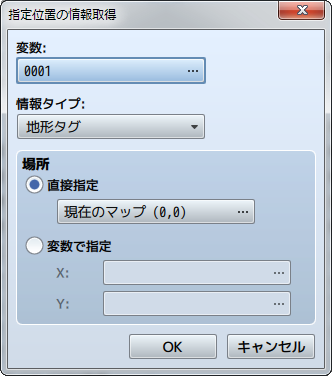 指定位置の情報取得
変数:
0001 ...
情報タイプ:
地形タグ
場所
直接指定
現在のマップ (0,0) ...
変数で指定
X: ...
Y: ...
OK キャンセル